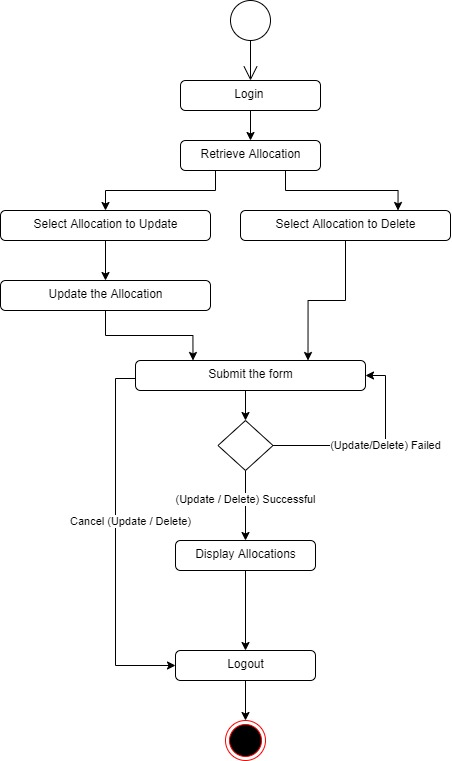 Login
Retrieve Allocation
Select Allocation to Update
Select Allocation to Delete
Update the Allocation
Submit the form
(Update/Delete) Failed
(Update / Delete) Successful
Cancel (Update / Delete)
Display Allocations
Logout